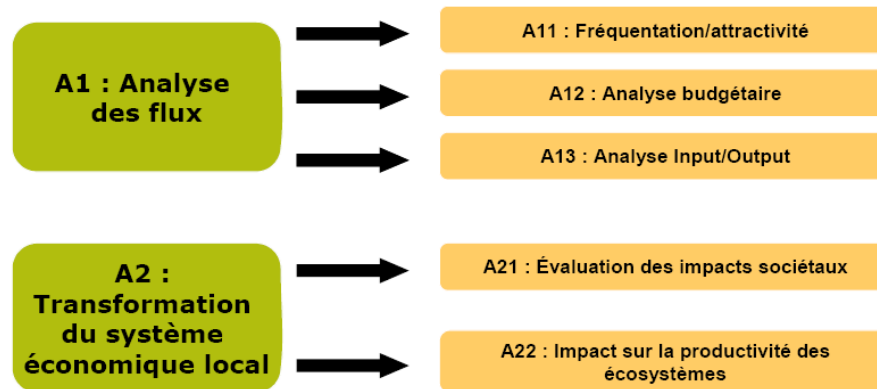 A1 : Analyse
des flux
A11 : Fréquentation/attractivité
A12 : Analyse budgétaire
A13 : Analyse Input/Output
A2 :
Transformation
du système
économique local
A21 : Évaluation des impacts sociétaux
A22 : Impact sur la productivité des
écosystèmes